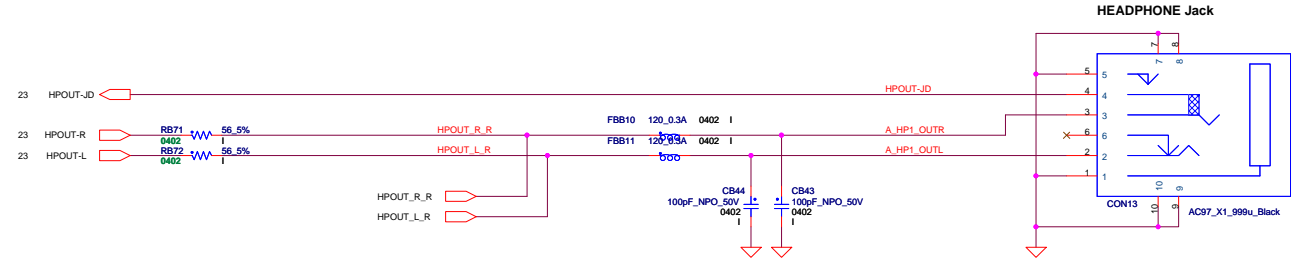 HEADPHONE Jack
7 8
7 8
5 5
23 HPOUT-JD HPOUT-JD 4 4
FBB10 120_0.3A 0402 I
3 3
23 HPOUT-R RB71 56_5% HPOUT_R_R A_HP1_OUTR 6 6
0402 I
FBB11 120_0.3A 0402 I
23 HPOUT-L RB72 56_5% HPOUT_L_R A_HP1_OUTL 2 2
0402 I
1 1
10 9
HPOUT_R_R
CB44 CB43
100pF_NPO_50V 100pF_NPO_50V
0402 0402
I I
HPOUT_L_R
CON13
10 9
AC97_X1_999u_Black